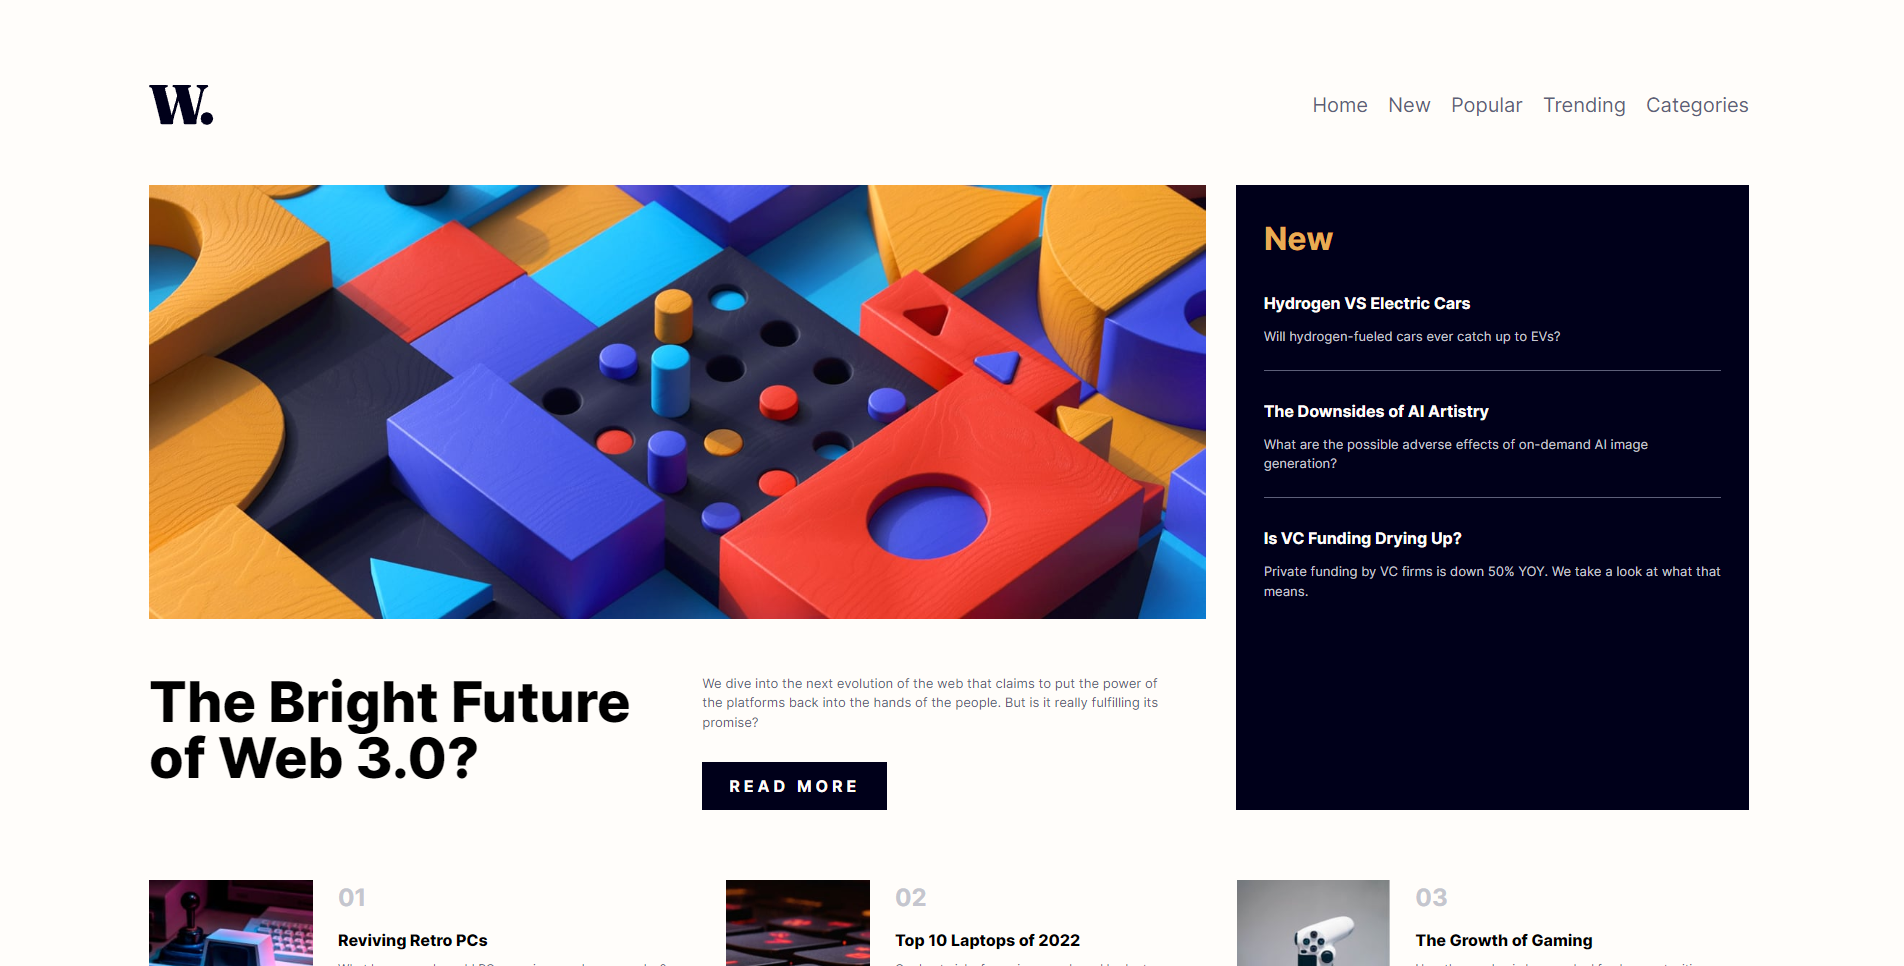 W.
Home New Popular Trending Categories
New
Hydrogen VS Electric Cars
Will hydrogen-fueled cars ever catch up to EVs?
The Downsides of AI Artistry
What are the possible adverse effects of on-demand AI image
generation?
Is VC Funding Drying Up?
Private funding by VC firms is down 50% YOY. We take a look at what that
means.
The Bright Future
of Web 3.0?
We dive into the next evolution of the web that claims to put the power of
the platforms back into the hands of the people. But is it really fulfilling its
promise?
READ MORE
01
Reviving Retro PCs
02
Top 10 Laptops of 2022
03
The Growth of Gaming